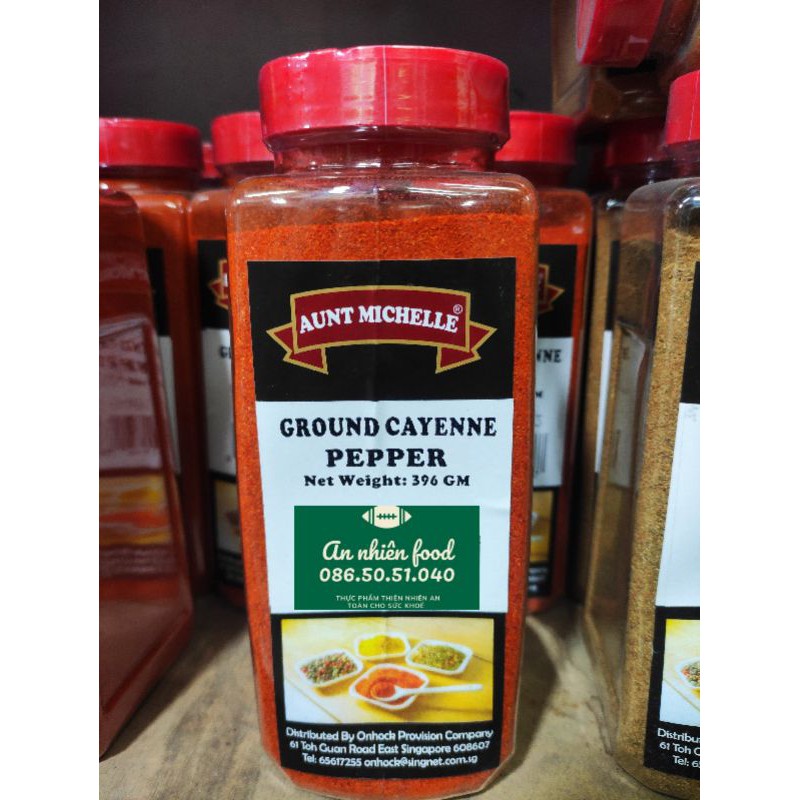 AUNT MICHELLE®
GROUND CAYENNE
PEPPER
Net Weight: 396 GM
An nhiên food
086.50.51.040
THỰC PHẨM THIÊN NHIÊN AN
TOÀN CHO SỨC KHOẺ
Distributed By Onhock Provision Company
61 Toh Guan Road East Singapore 608607
Tel: 65617255 onhock@singnet.com.sg